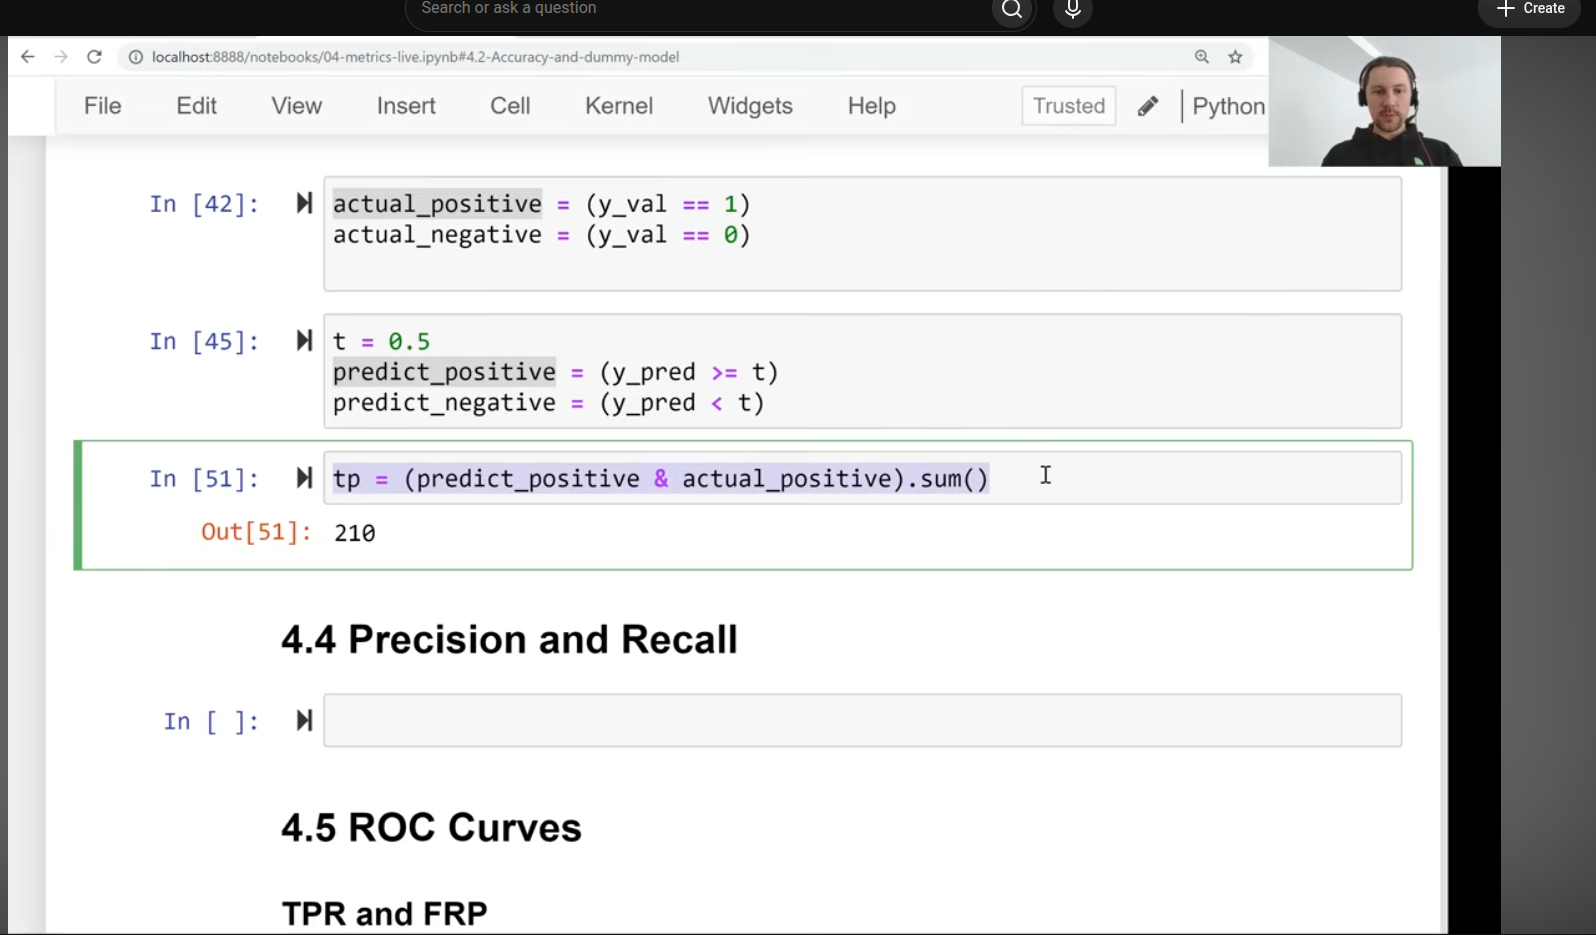 Search or ask a question
Create
localhost:8888/notebooks/04-metrics-live.ipynb#4.2-Accuracy-and-dummy-model
File Edit View Insert Cell Kernel Widgets Help Trusted Python
In [42]: actual_positive = (y_val == 1)
actual_negative = (y_val == 0)
In [45]: t = 0.5
predict_positive = (y_pred >= t)
predict_negative = (y_pred < t)
In [51]: tp = (predict_positive & actual_positive).sum()
Out[51]: 210
4.4 Precision and Recall
In [ ]:
4.5 ROC Curves
TPR and FRP